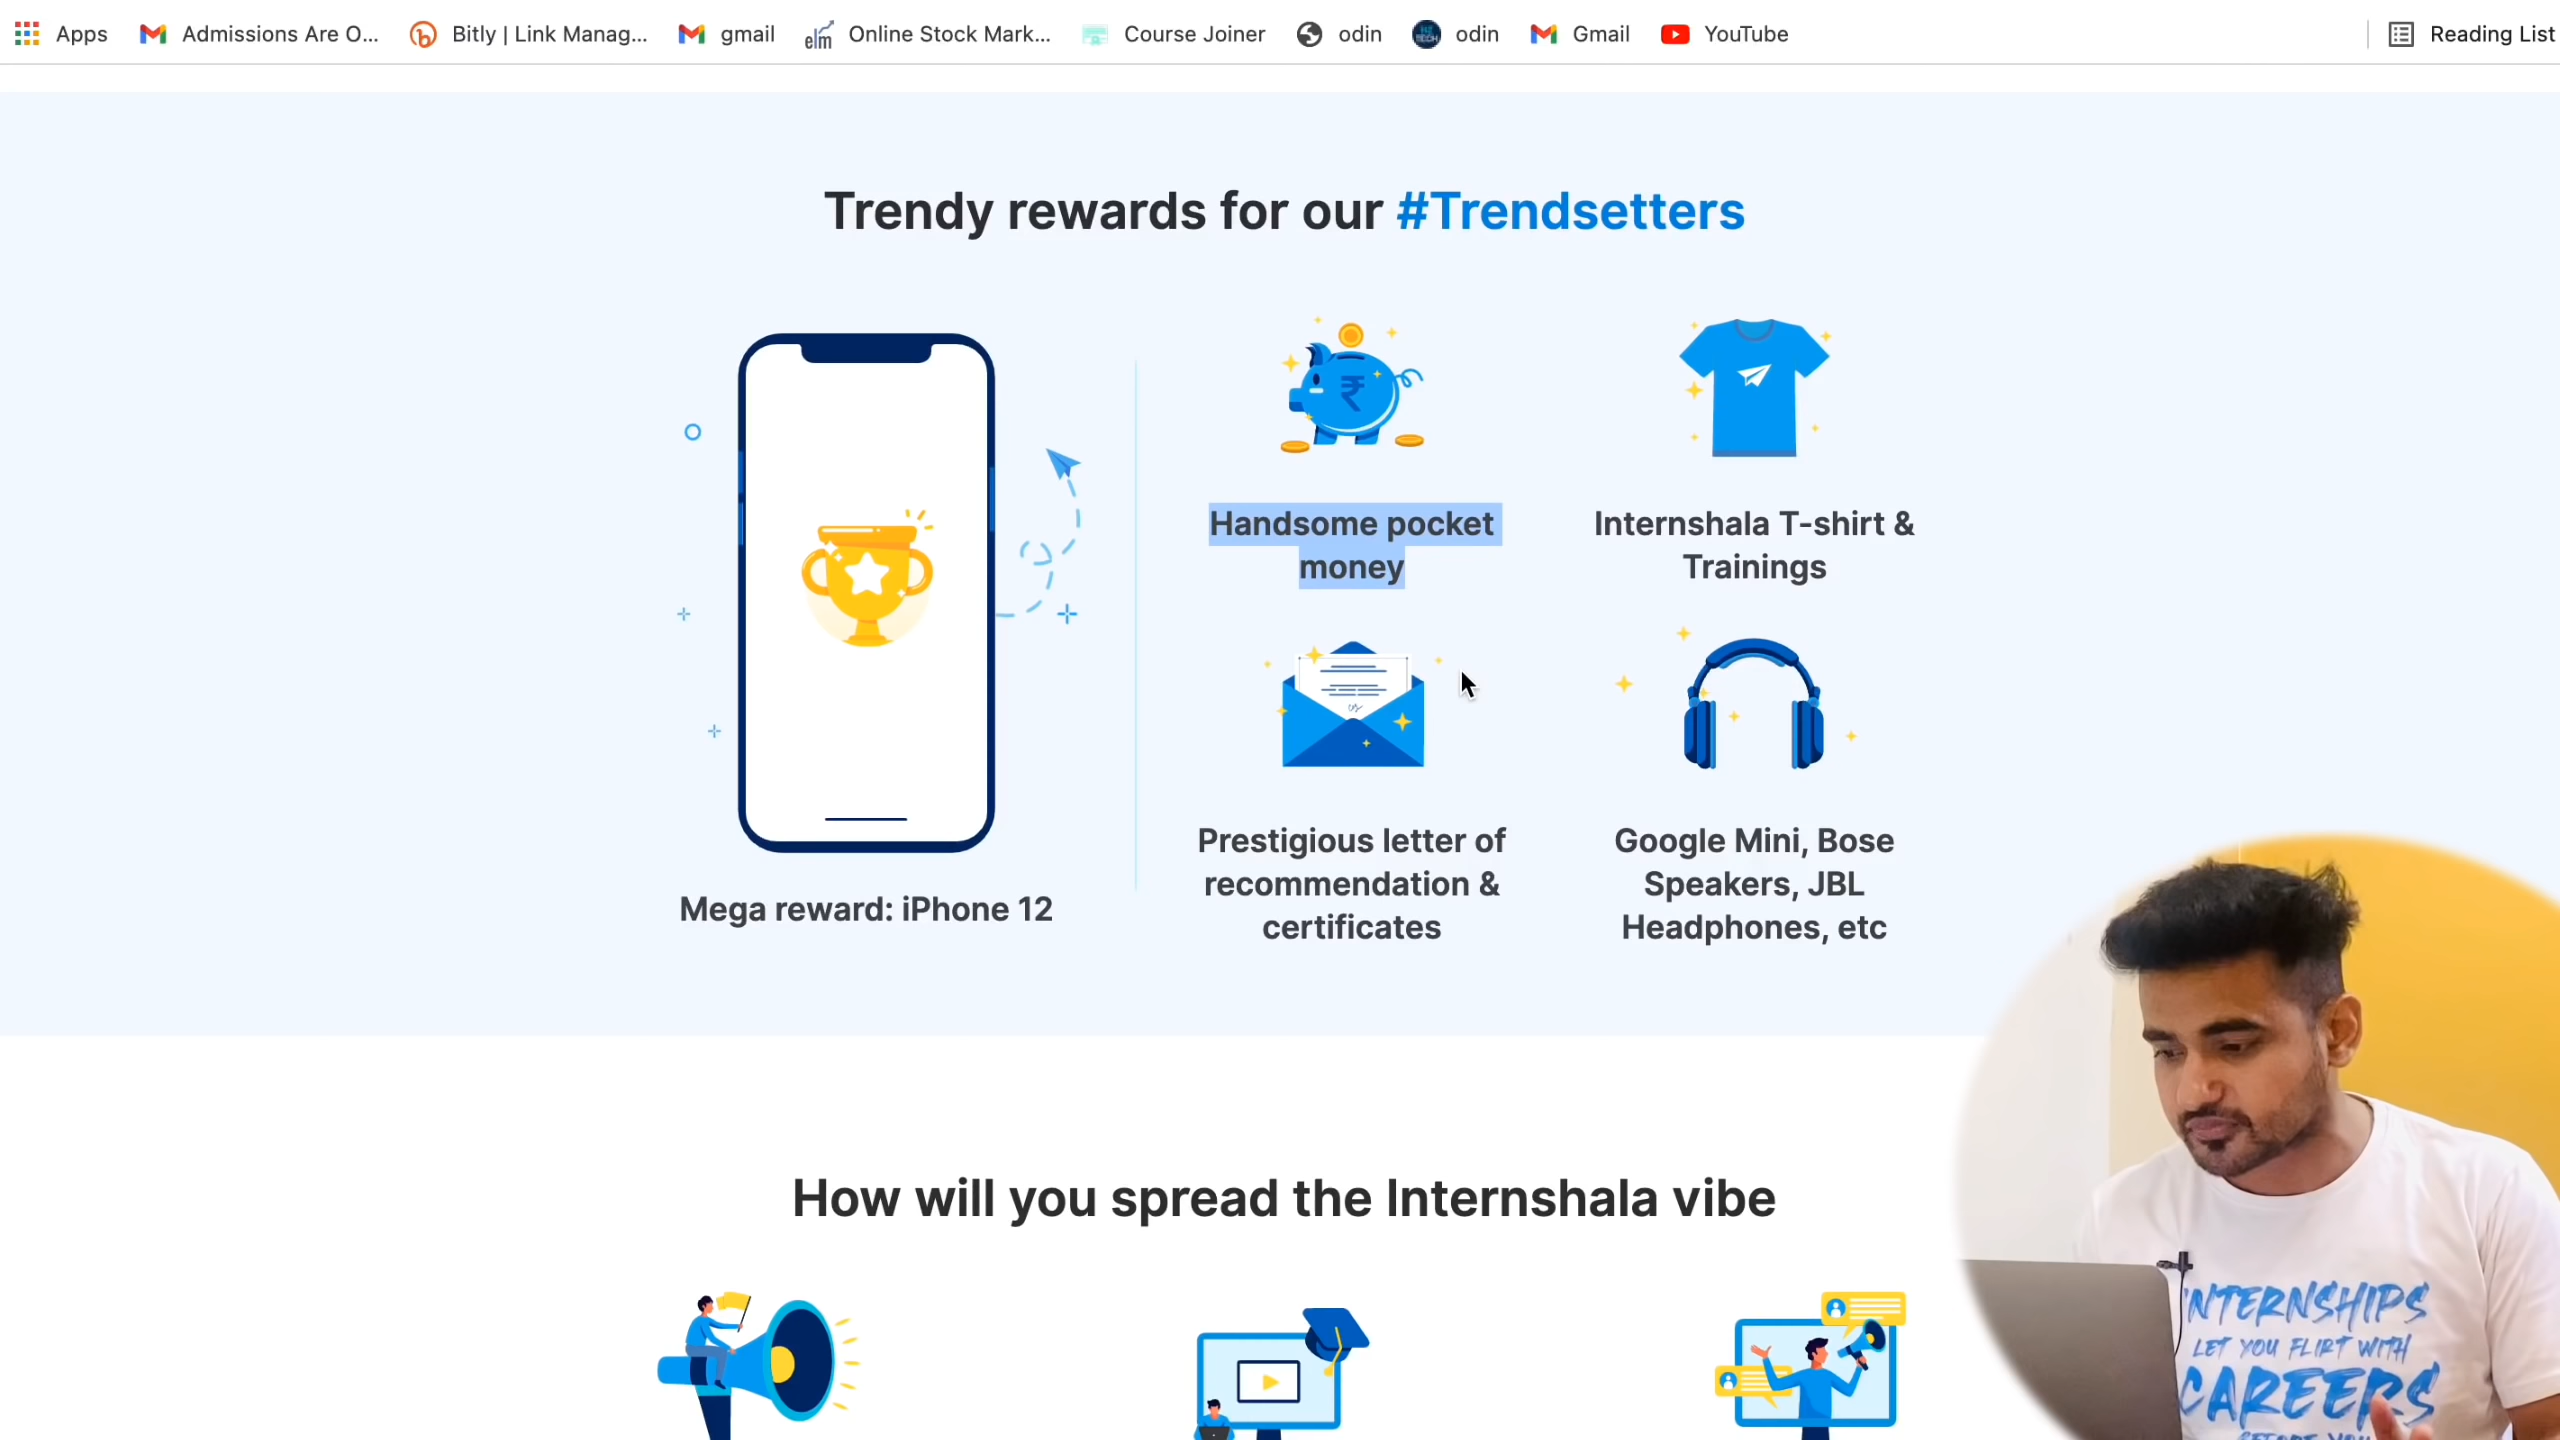 Apps Admissions Are O... Bitly | Link Manag... gmail elm Online Stock Mark... Course Joiner odin odin Gmail YouTube Reading List
Trendy rewards for our #Trendsetters
₹
Handsome pocket
money
Internshala T-shirt &
Trainings
Mega reward: iPhone 12
Prestigious letter of
recommendation &
certificates
Google Mini, Bose
Speakers, JBL
Headphones, etc
How will you spread the Internshala vibe
INTERNSHIPS
LET YOU FLIRT WITH
CAREERS
BEFORE YOU